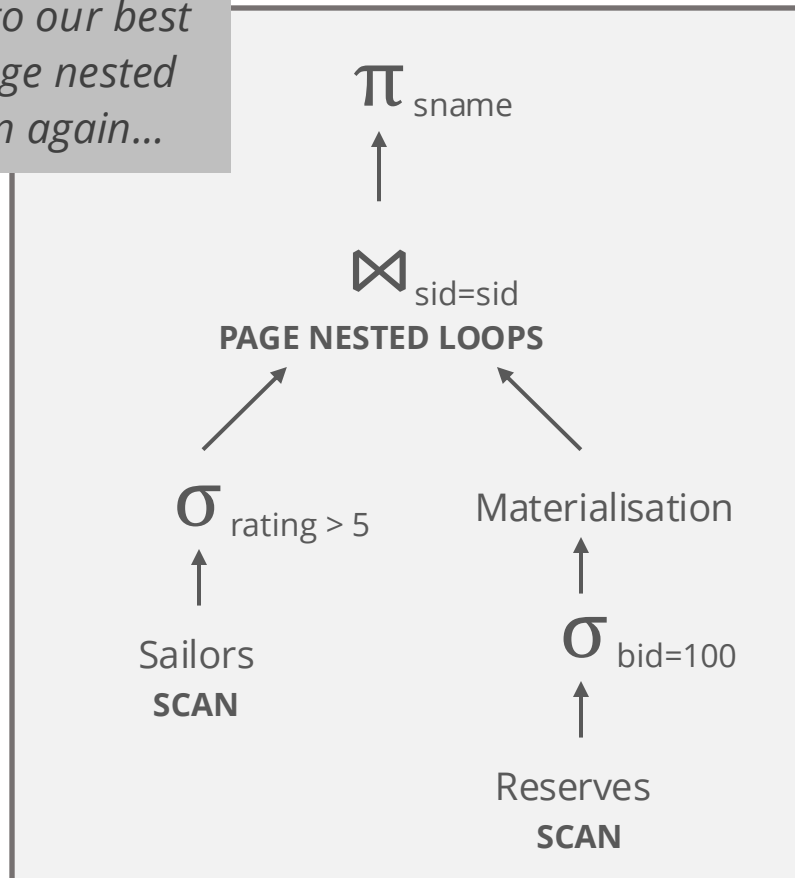 o our best
ge nested
n again...
π sname
⋈ sid=sid
PAGE NESTED LOOPS
σ rating > 5
Materialisation
σ bid=100
Sailors
SCAN
Reserves
SCAN